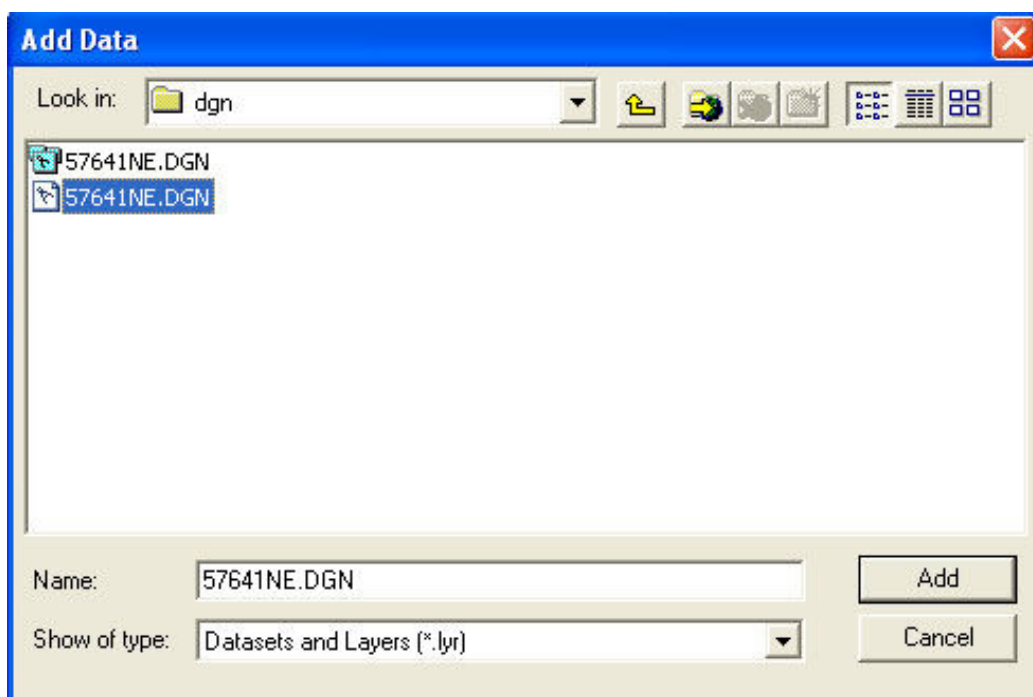 Add Data
Look in: dgn
57641NE.DGN
57641NE.DGN
Name: 57641NE.DGN Add
Show of type: Datasets and Layers (*.lyr) Cancel